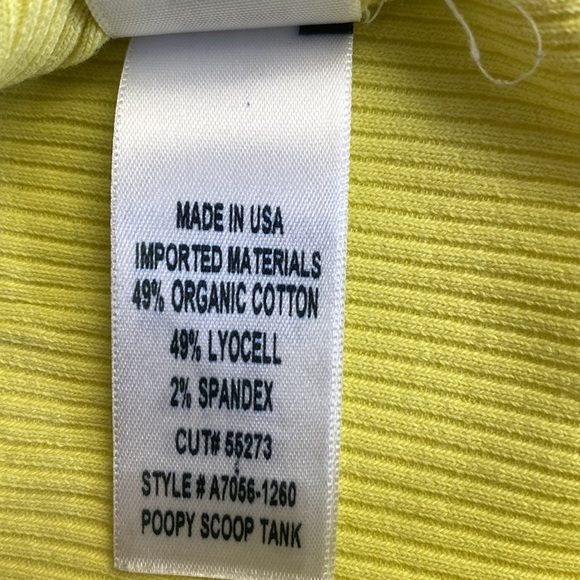 MADE IN USA
IMPORTED MATERIALS
49% ORGANIC COTTON
49% LYOCELL
2% SPANDEX
CUT# 55273
STYLE # A7056-1260
POOPY SCOOP TANK